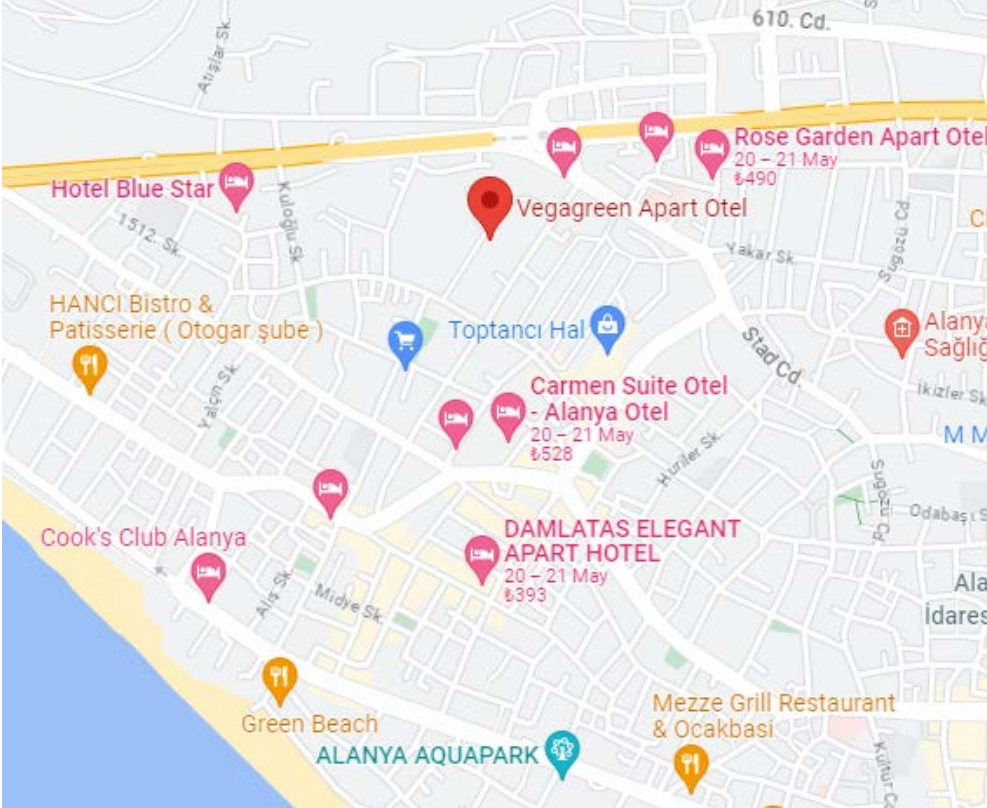 610. Cd.
Atışlar Sk.
Rose Garden Apart Otel
20 – 21 May
₺490
Hotel Blue Star
Kuloğlu Sk.
Vegagreen Apart Otel
1512. Sk.
Yakar Sk.
Sugözü Cd.
HANCI Bistro &
Patisserie ( Otogar şube )
Toptancı Hal
Alanya
Sağlığ
Stad Cd.
Yalçın Sk.
Carmen Suite Otel
- Alanya Otel
20 – 21 May
₺528
İkizler Sk
M M
Huriler Sk.
Sugözü Cd.
Odabaşı S
Cook's Club Alanya
DAMLATAS ELEGANT
APART HOTEL
20 – 21 May
₺393
Alış Sk.
Midye Sk.
Ala
İdares
Green Beach
Mezze Grill Restaurant
& Ocakbasi
ALANYA AQUAPARK
Kültür C